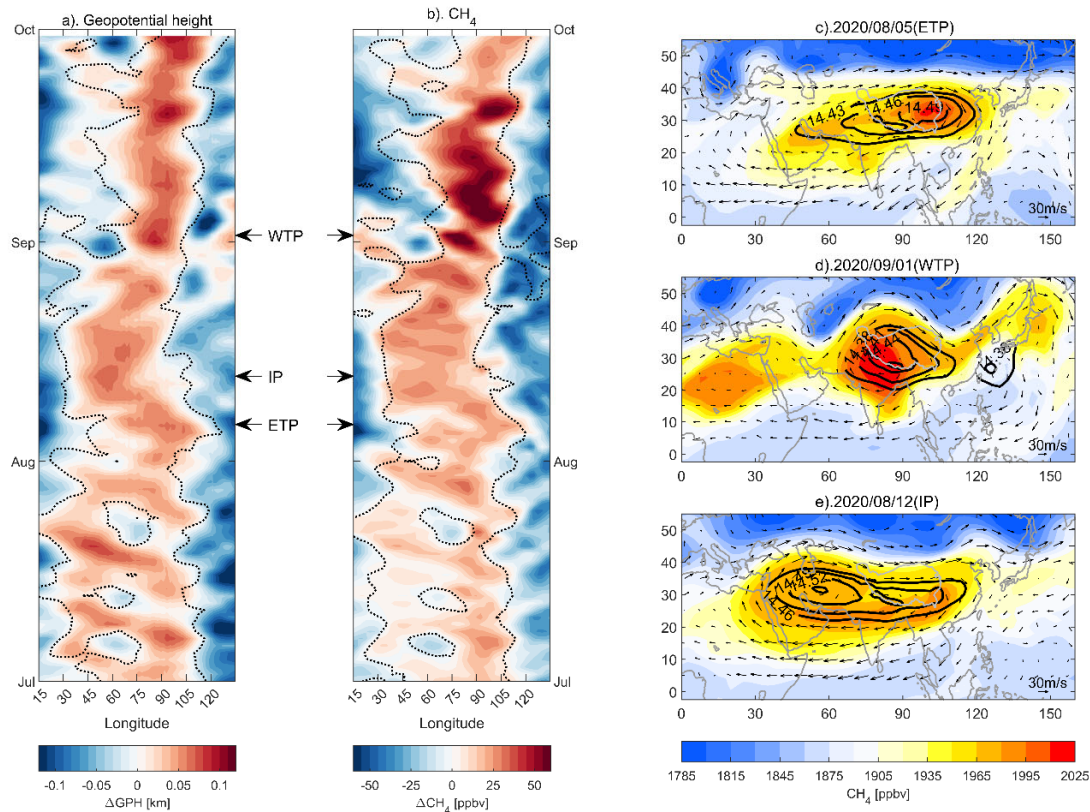 a). Geopotential height
Oct
Sep
Aug
Jul
15 30 45 60 75 90 105 120
Longitude
-0.1 -0.05 0 0.05 0.1
ΔGPH [km]
WTP
IP
ETP
b). CH4
Oct
Sep
Aug
Jul
15 30 45 60 75 90 105 120
Longitude
-50 -25 0 25 50
ΔCH4 [ppbv]
c).2020/08/05(ETP)
50
40
30
20
10
0
14.43
14.46
30m/s
0 30 60 90 120 150
d).2020/09/01(WTP)
50
40
30
20
10
0
30m/s
0 30 60 90 120 150
e).2020/08/12(IP)
50
40
30
20
10
0
14.52
14.46
30m/s
0 30 60 90 120 150
1785 1815 1845 1875 1905 1935 1965 1995 2025
CH4 [ppbv]